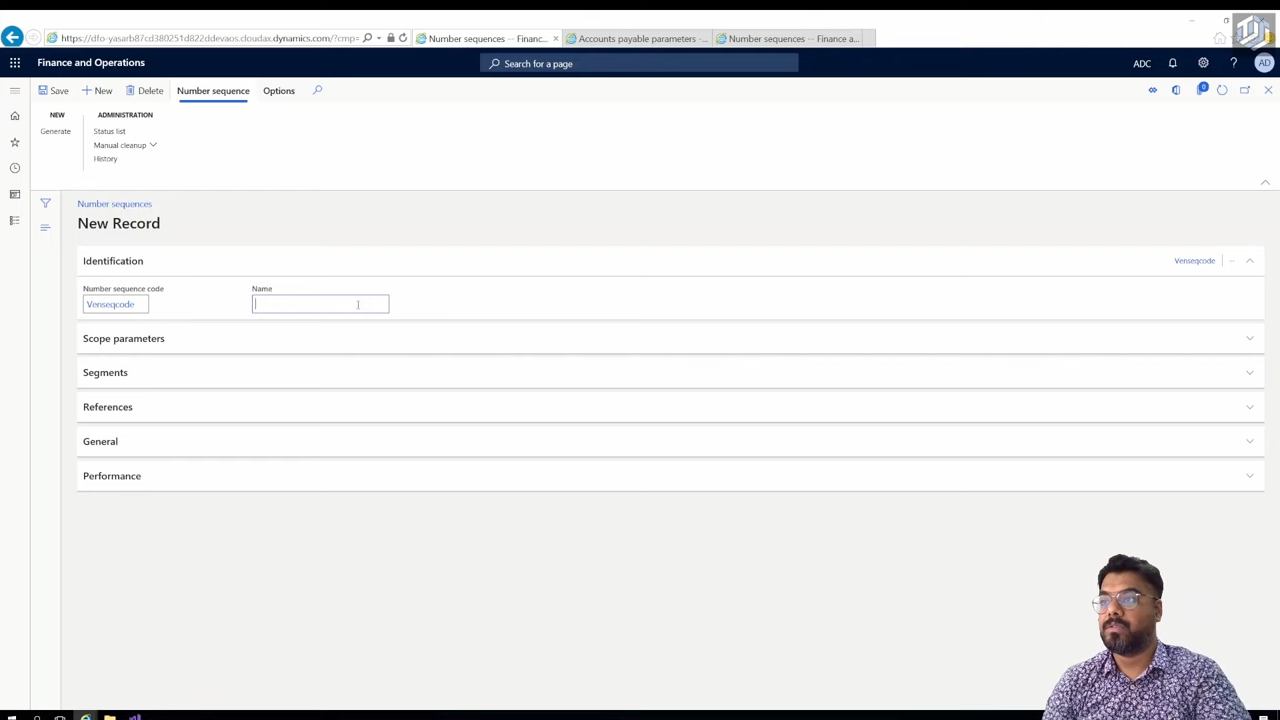 https://dfo-yasarb87cd380251d822ddevaos.cloudax.dynamics.com/?cmp=
Number sequences -- Financ...
Accounts payable parameters -...
Number sequences -- Finance a...
Finance and Operations
Search for a page
ADC
AD
Save
New
Delete
Number sequence
Options
0
NEW
Generate
ADMINISTRATION
Status list
Manual cleanup
History
Number sequences
New Record
Identification
Venseqcode
--
Number sequence code
Name
Venseqcode
Scope parameters
Segments
References
General
Performance